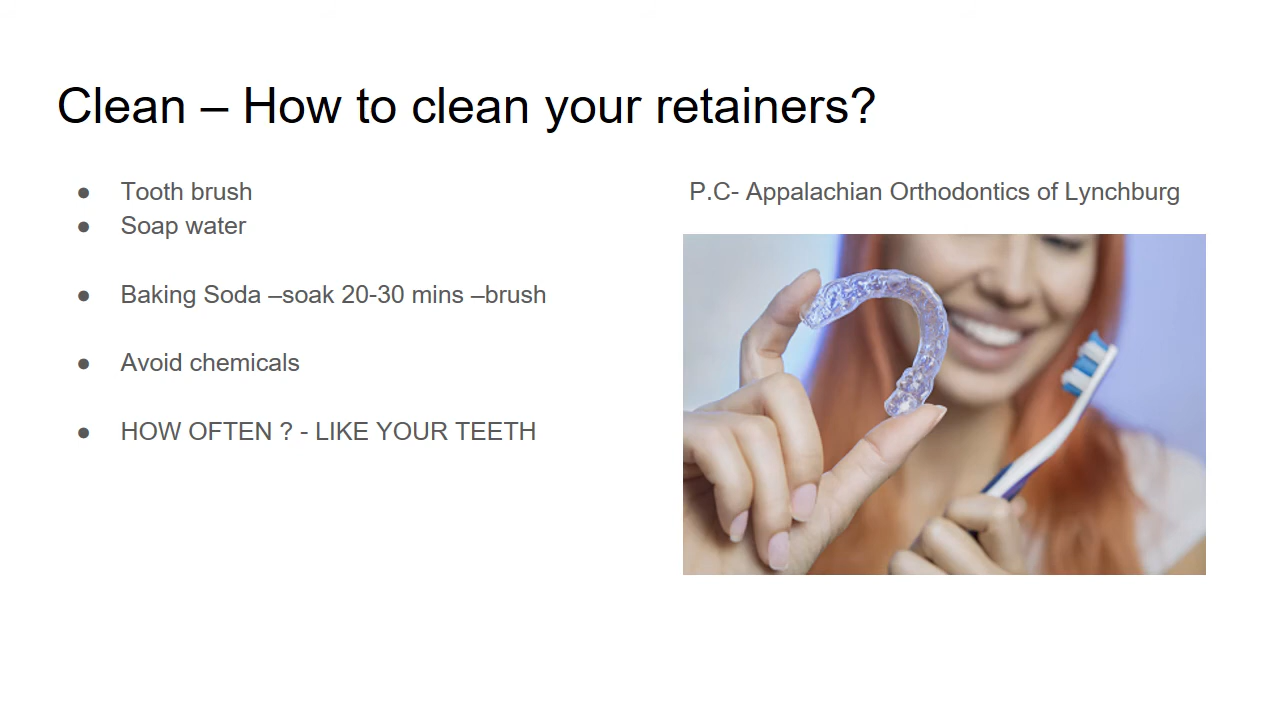 Clean – How to clean your retainers?
● Tooth brush
● Soap water
● Baking Soda –soak 20-30 mins –brush
● Avoid chemicals
● HOW OFTEN ? - LIKE YOUR TEETH
P.C- Appalachian Orthodontics of Lynchburg